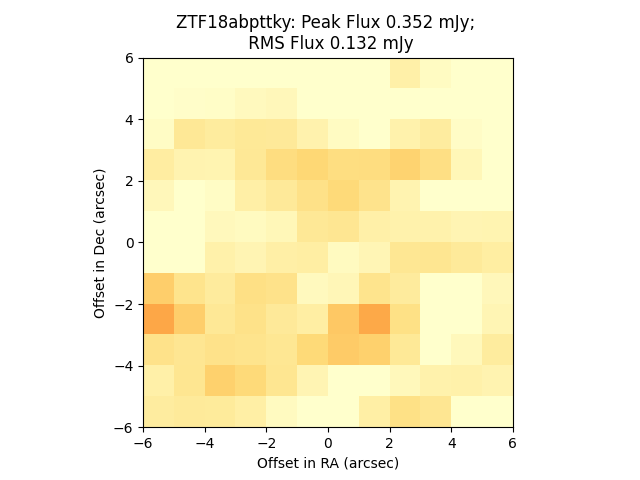 ZTF18abpttky: Peak Flux 0.352 mJy;
RMS Flux 0.132 mJy
6
4
2
0
−2
−4
−6
Offset in Dec (arcsec)
−6 −4 −2 0 2 4 6
Offset in RA (arcsec)